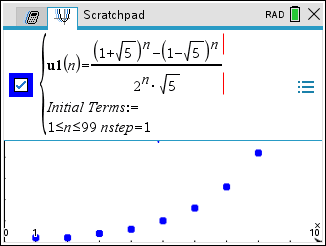 Scratchpad RAD
u1(n)=((1+√5)^n−(1−√5)^n)/(2^n·√5)
Initial Terms:=
1≤n≤99 nstep=1
0 1 10 x